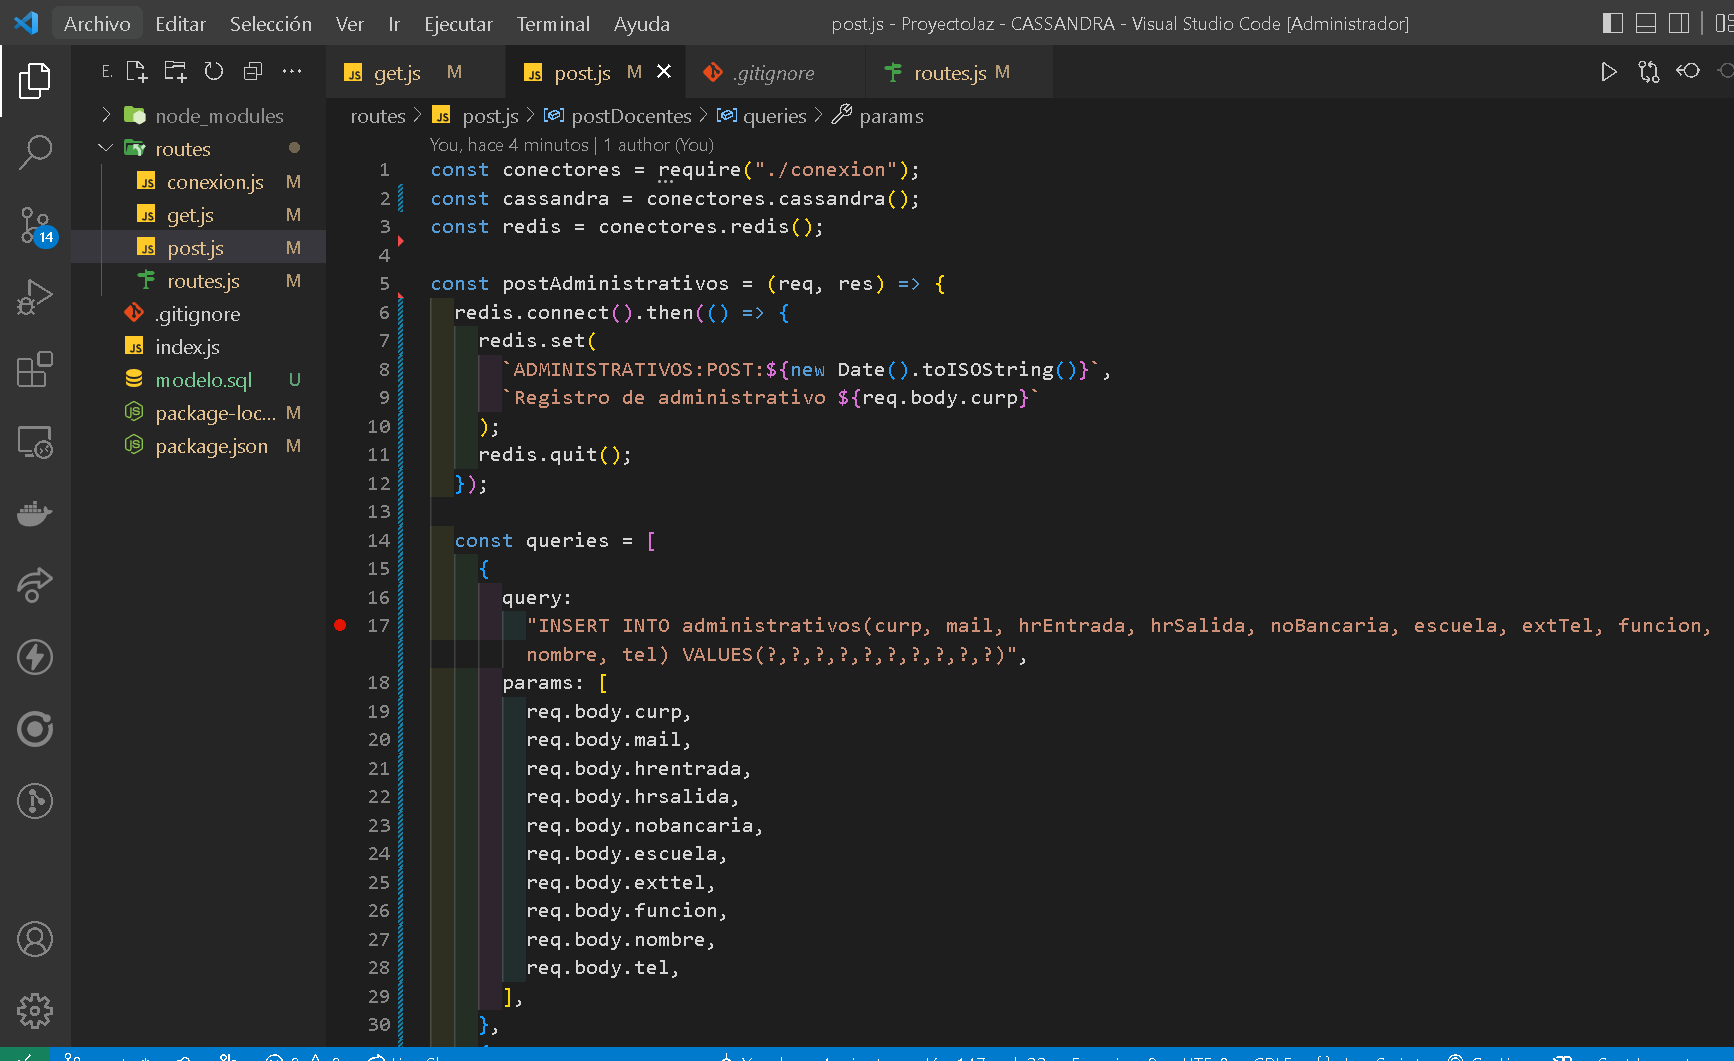 Archivo Editar Selección Ver Ir Ejecutar Terminal Ayuda post.js - ProyectoJaz - CASSANDRA - Visual Studio Code [Administrador]
E.
node_modules
routes
conexion.js M
get.js M
post.js M
routes.js M
.gitignore
index.js
modelo.sql U
package-loc... M
package.json M
14
get.js M post.js M .gitignore routes.js M
routes > post.js > postDocentes > queries > params
You, hace 4 minutos | 1 author (You)
1 const conectores = require("./conexion");
2 const cassandra = conectores.cassandra();
3 const redis = conectores.redis();
4
5 const postAdministrativos = (req, res) => {
6 redis.connect().then(() => {
7 redis.set(
8 `ADMINISTRATIVOS:POST:${new Date().toISOString()}`,
9 `Registro de administrativo ${req.body.curp}`
10 );
11 redis.quit();
12 });
13
14 const queries = [
15 {
16 query:
17 "INSERT INTO administrativos(curp, mail, hrEntrada, hrSalida, noBancaria, escuela, extTel, funcion,
nombre, tel) VALUES(?,?,?,?,?,?,?,?,?,?)",
18 params: [
19 req.body.curp,
20 req.body.mail,
21 req.body.hrentrada,
22 req.body.hrsalida,
23 req.body.nobancaria,
24 req.body.escuela,
25 req.body.exttel,
26 req.body.funcion,
27 req.body.nombre,
28 req.body.tel,
29 ],
30 },